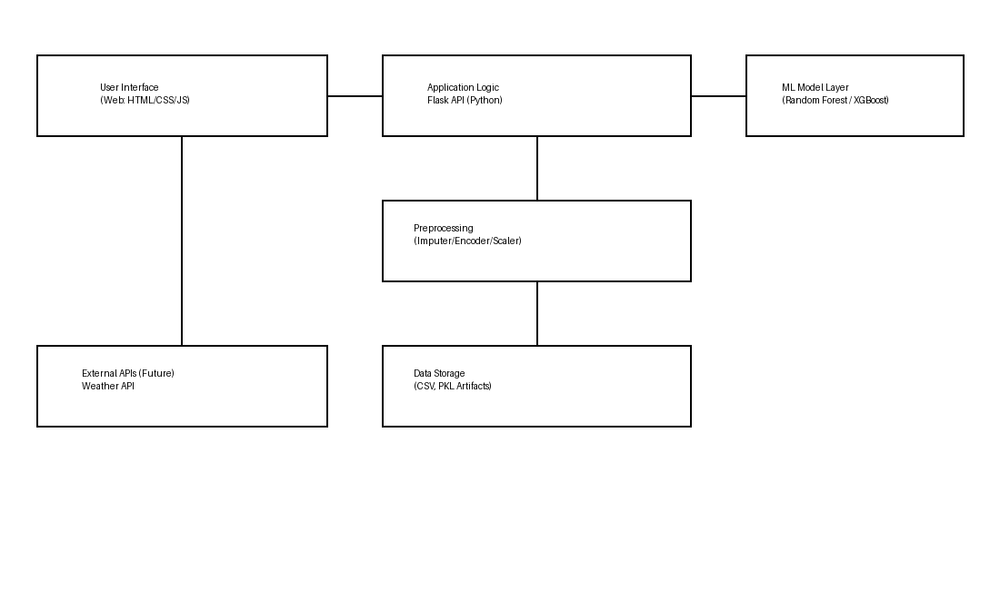 User Interface
(Web: HTML/CSS/JS)
Application Logic
Flask API (Python)
ML Model Layer
(Random Forest / XGBoost)
Preprocessing
(Imputer/Encoder/Scaler)
External APIs (Future)
Weather API
Data Storage
(CSV, PKL Artifacts)